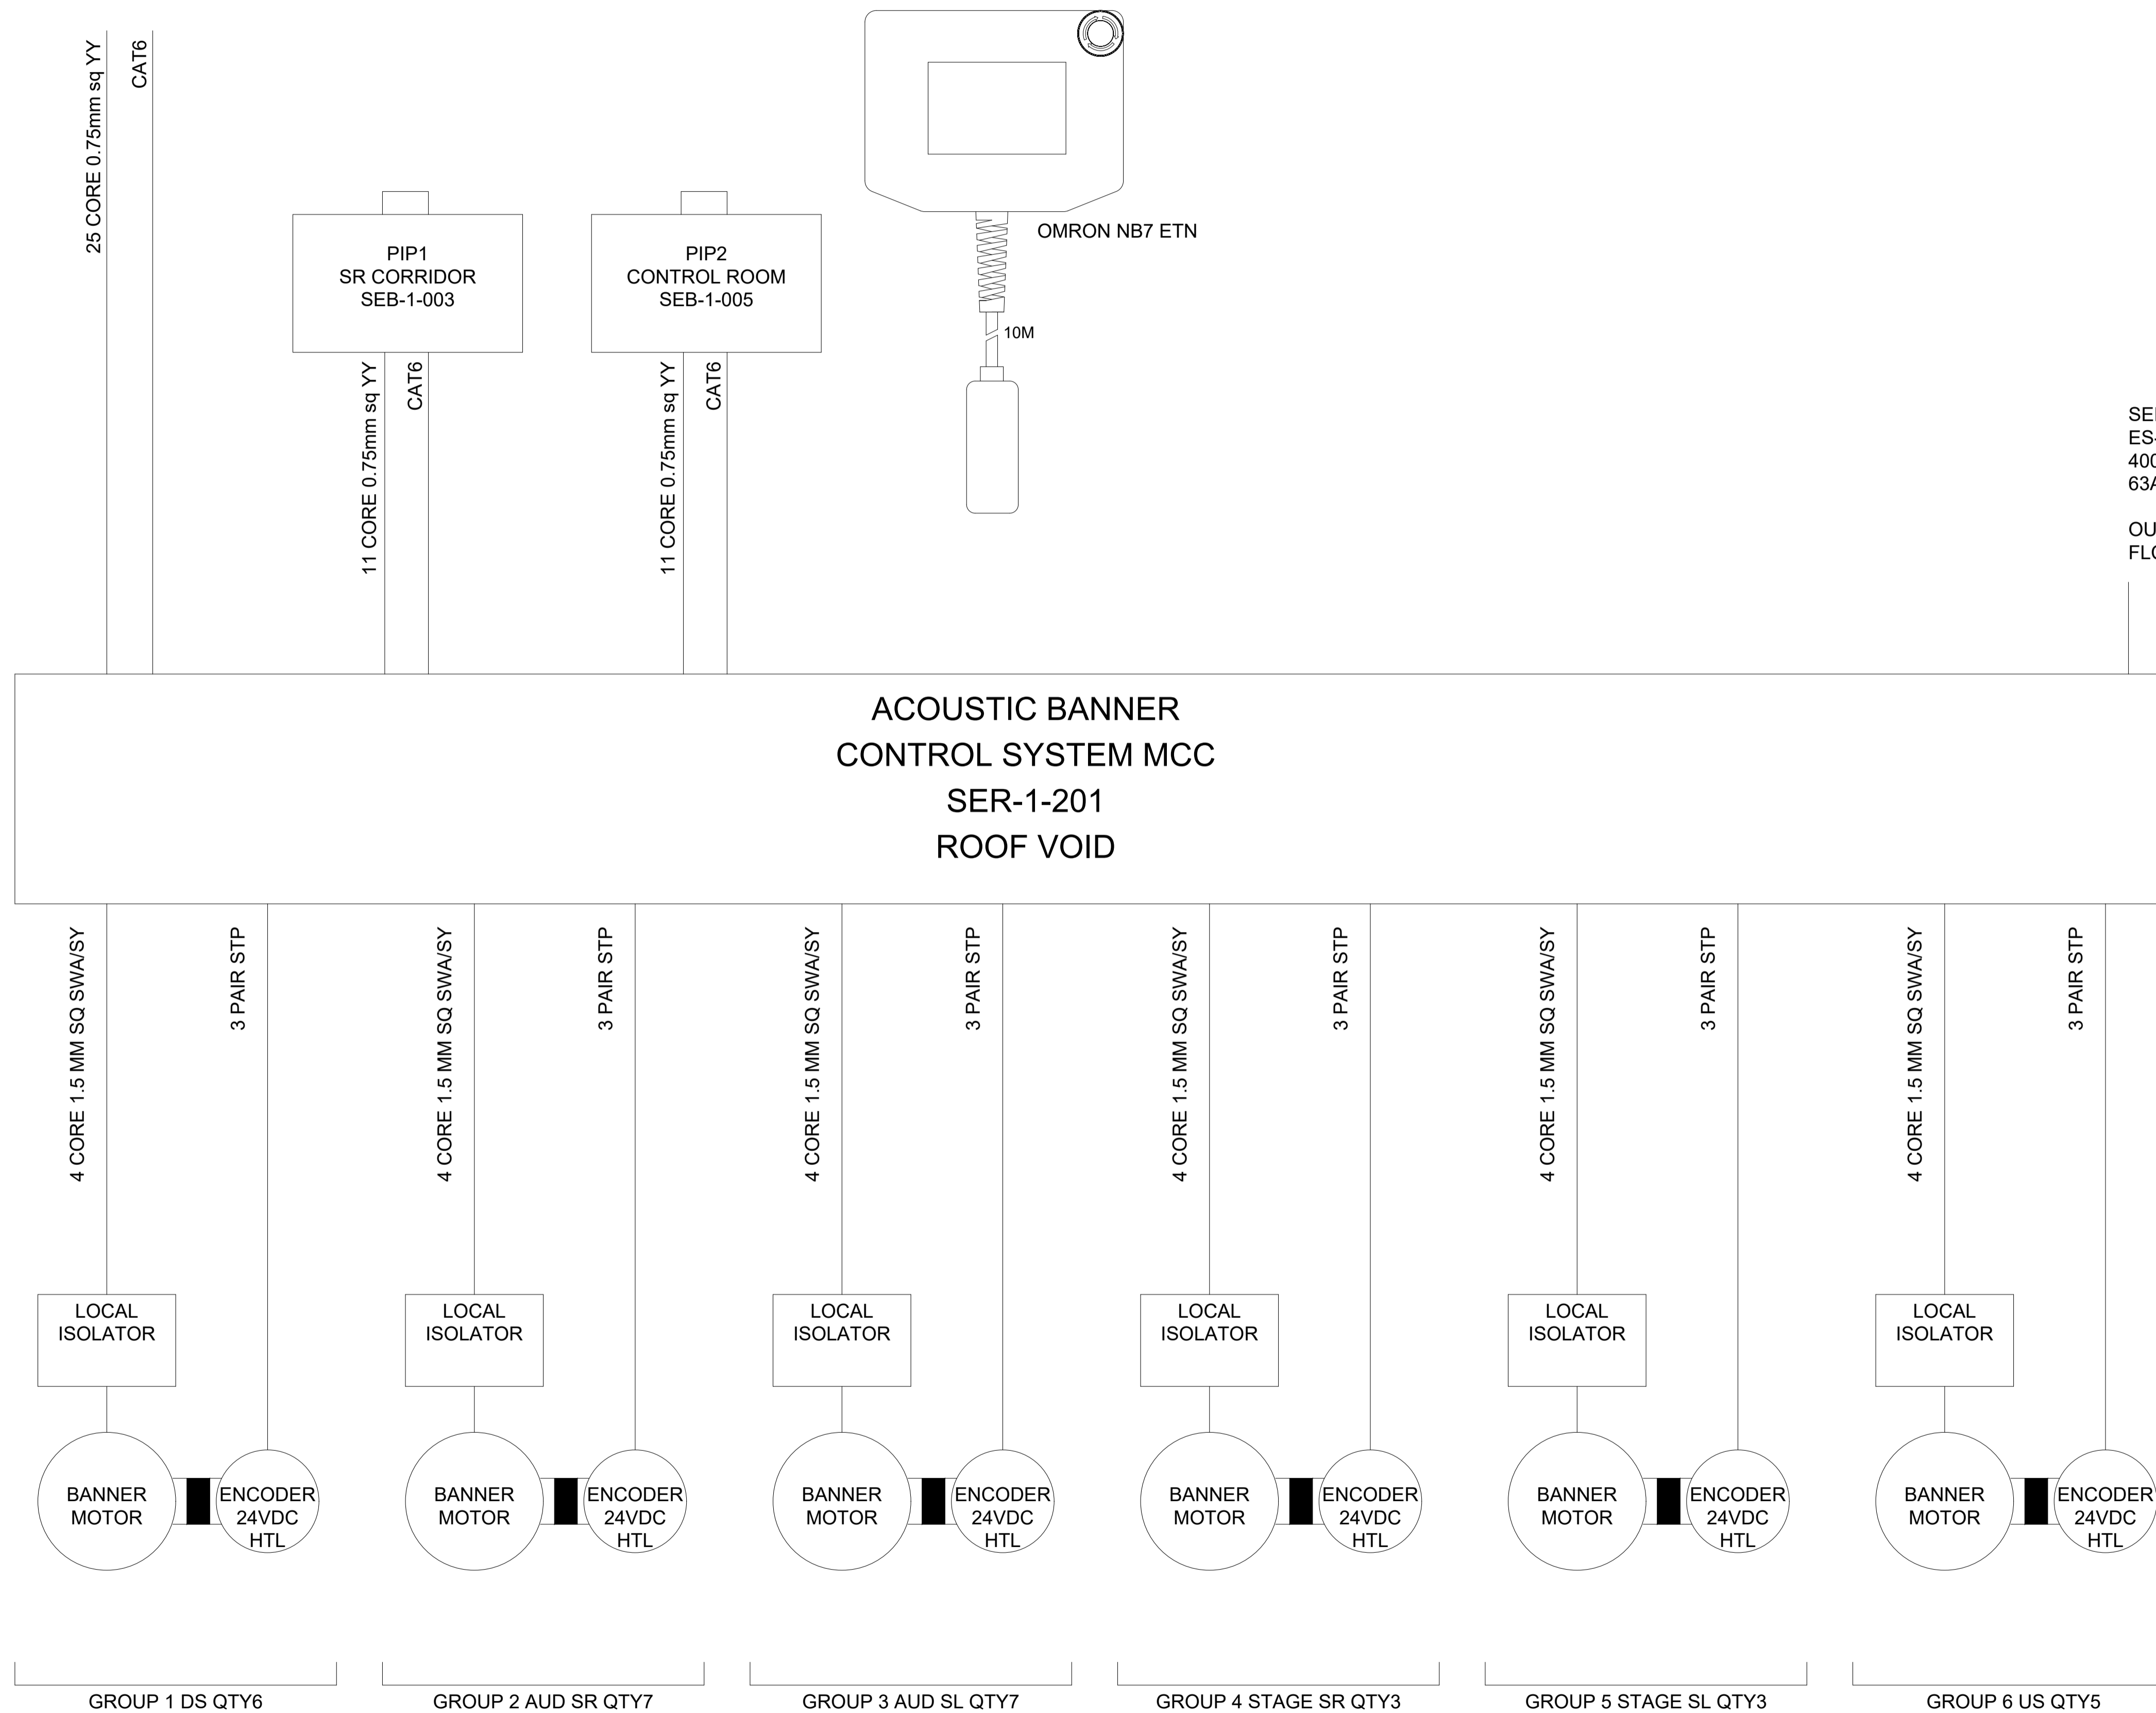 25 CORE 0.75mm sq YY
CAT6
PIP1
SR CORRIDOR
SEB-1-003
PIP2
CONTROL ROOM
SEB-1-005
OMRON NB7 ETN
10M
11 CORE 0.75mm sq YY
CAT6
11 CORE 0.75mm sq YY
CAT6
63A
ACOUSTIC BANNER
CONTROL SYSTEM MCC
SER-1-201
ROOF VOID
4 CORE 1.5 MM SQ SWA/SY
3 PAIR STP
4 CORE 1.5 MM SQ SWA/SY
3 PAIR STP
4 CORE 1.5 MM SQ SWA/SY
3 PAIR STP
4 CORE 1.5 MM SQ SWA/SY
3 PAIR STP
4 CORE 1.5 MM SQ SWA/SY
3 PAIR STP
4 CORE 1.5 MM SQ SWA/SY
3 PAIR STP
LOCAL
ISOLATOR
LOCAL
ISOLATOR
LOCAL
ISOLATOR
LOCAL
ISOLATOR
LOCAL
ISOLATOR
LOCAL
ISOLATOR
BANNER
MOTOR
ENCODER
24VDC
HTL
BANNER
MOTOR
ENCODER
24VDC
HTL
BANNER
MOTOR
ENCODER
24VDC
HTL
BANNER
MOTOR
ENCODER
24VDC
HTL
BANNER
MOTOR
ENCODER
24VDC
HTL
BANNER
MOTOR
ENCODER
24VDC
HTL
GROUP 1 DS QTY6
GROUP 2 AUD SR QTY7
GROUP 3 AUD SL QTY7
GROUP 4 STAGE SR QTY3
GROUP 5 STAGE SL QTY3
GROUP 6 US QTY5